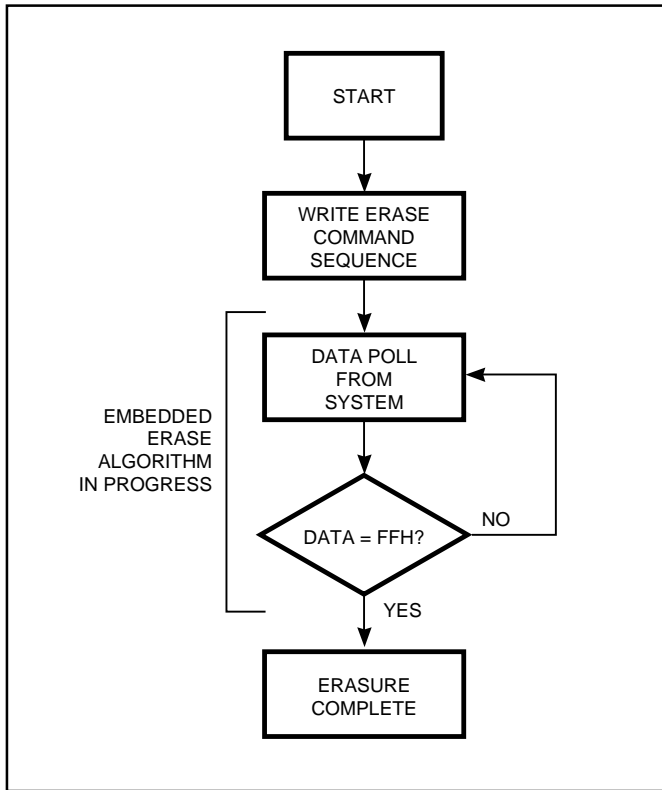 START
WRITE ERASE
COMMAND
SEQUENCE
DATA POLL
FROM
SYSTEM
EMBEDDED
ERASE
ALGORITHM
IN PROGRESS
DATA = FFH?
NO
YES
ERASURE
COMPLETE